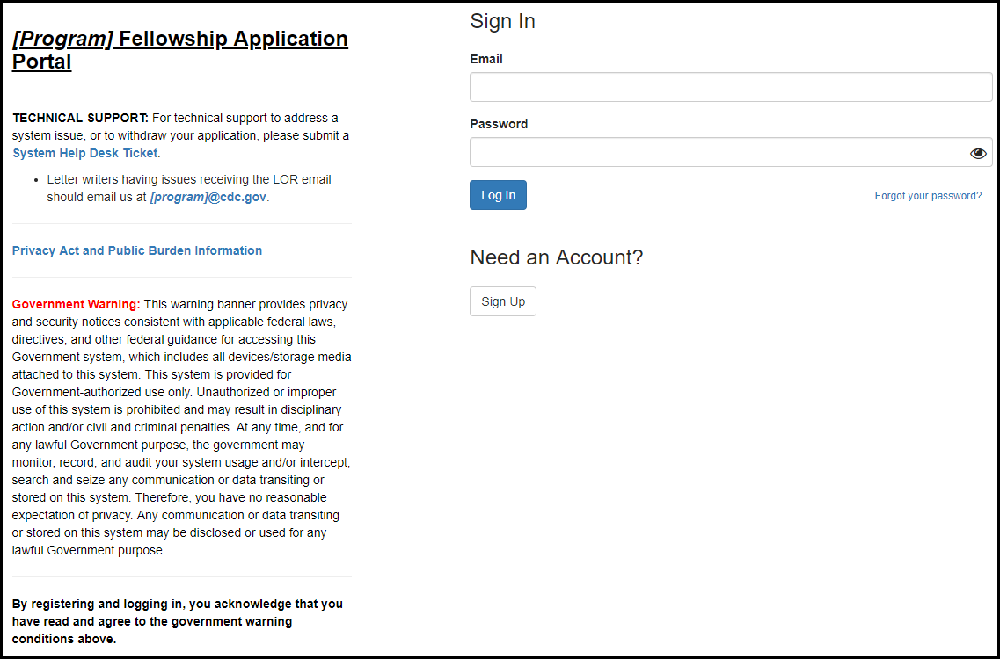 [Program] Fellowship Application
Portal
TECHNICAL SUPPORT: For technical support to address a
system issue, or to withdraw your application, please submit a
System Help Desk Ticket.
• Letter writers having issues receiving the LOR email
should email us at [program]@cdc.gov.
Privacy Act and Public Burden Information
Government Warning: This warning banner provides privacy
and security notices consistent with applicable federal laws,
directives, and other federal guidance for accessing this
Government system, which includes all devices/storage media
attached to this system. This system is provided for
Government-authorized use only. Unauthorized or improper
use of this system is prohibited and may result in disciplinary
action and/or civil and criminal penalties. At any time, and for
any lawful Government purpose, the government may
monitor, record, and audit your system usage and/or intercept,
search and seize any communication or data transiting or
stored on this system. Therefore, you have no reasonable
expectation of privacy. Any communication or data transiting
or stored on this system may be disclosed or used for any
lawful Government purpose.
By registering and logging in, you acknowledge that you
have read and agree to the government warning
conditions above.
Sign In
Email
Password
Log In
Forgot your password?
Need an Account?
Sign Up